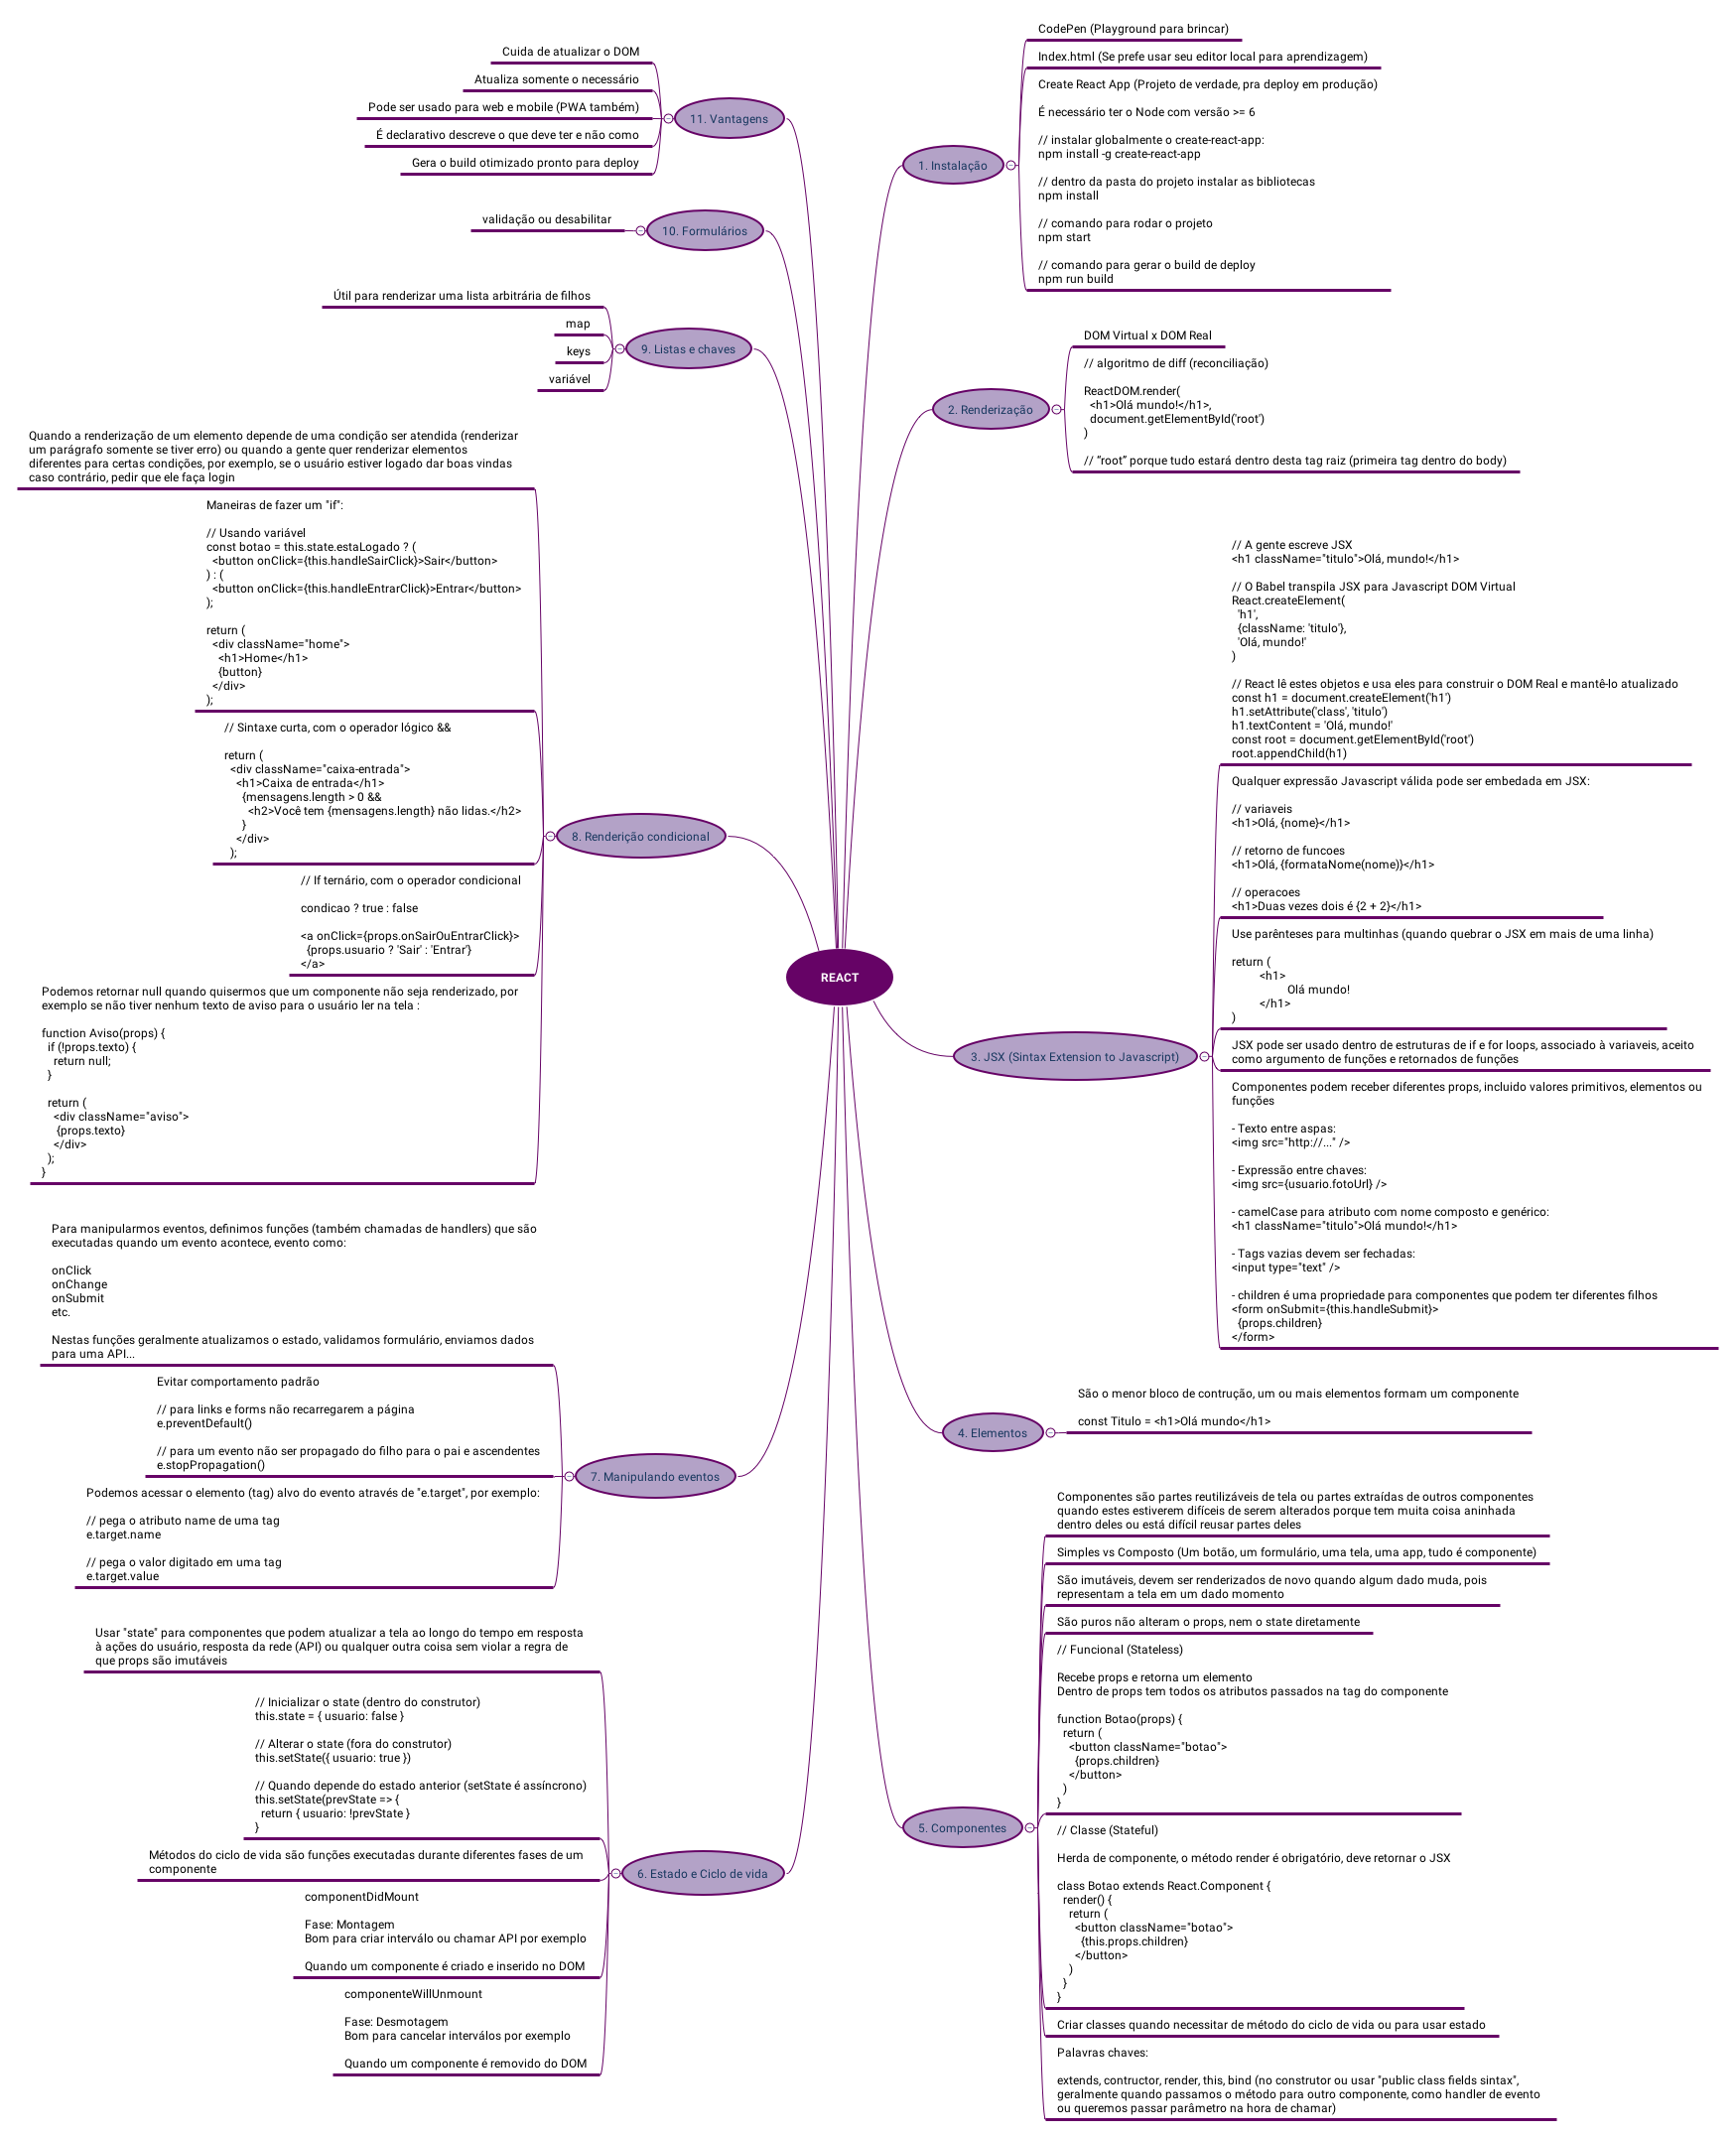 REACT
1. Instalação
CodePen (Playground para brincar)
Index.html (Se prefe usar seu editor local para aprendizagem)
Create React App (Projeto de verdade, pra deploy em produção)
É necessário ter o Node com versão >= 6
// instalar globalmente o create-react-app:
npm install -g create-react-app
// dentro da pasta do projeto instalar as bibliotecas
npm install
// comando para rodar o projeto
npm start
// comando para gerar o build de deploy
npm run build
2. Renderização
DOM Virtual x DOM Real
// algoritmo de diff (reconciliação)
ReactDOM.render(
<h1>Olá mundo!</h1>,
document.getElementById('root')
)
// “root” porque tudo estará dentro desta tag raiz (primeira tag dentro do body)
3. JSX (Sintax Extension to Javascript)
// A gente escreve JSX
<h1 className="titulo">Olá, mundo!</h1>
// O Babel transpila JSX para Javascript DOM Virtual
React.createElement(
'h1',
{className: 'titulo'},
'Olá, mundo!'
)
// React lê estes objetos e usa eles para construir o DOM Real e mantê-lo atualizado
const h1 = document.createElement('h1')
h1.setAttribute('class', 'titulo')
h1.textContent = 'Olá, mundo!'
const root = document.getElementById('root')
root.appendChild(h1)
Qualquer expressão Javascript válida pode ser embedada em JSX:
// variaveis
<h1>Olá, {nome}</h1>
// retorno de funcoes
<h1>Olá, {formataNome(nome)}</h1>
// operacoes
<h1>Duas vezes dois é {2 + 2}</h1>
Use parênteses para multinhas (quando quebrar o JSX em mais de uma linha)
return (
<h1>
Olá mundo!
</h1>
)
JSX pode ser usado dentro de estruturas de if e for loops, associado à variaveis, aceito
como argumento de funções e retornados de funções
Componentes podem receber diferentes props, incluido valores primitivos, elementos ou
funções
- Texto entre aspas:
<img src="http://..." />
- Expressão entre chaves:
<img src={usuario.fotoUrl} />
- camelCase para atributo com nome composto e genérico:
<h1 className="titulo">Olá mundo!</h1>
- Tags vazias devem ser fechadas:
<input type="text" />
- children é uma propriedade para componentes que podem ter diferentes filhos
<form onSubmit={this.handleSubmit}>
{props.children}
</form>
4. Elementos
São o menor bloco de contrução, um ou mais elementos formam um componente
const Titulo = <h1>Olá mundo</h1>
5. Componentes
Componentes são partes reutilizáveis de tela ou partes extraídas de outros componentes
quando estes estiverem difíceis de serem alterados porque tem muita coisa aninhada
dentro deles ou está difícil reusar partes deles
Simples vs Composto (Um botão, um formulário, uma tela, uma app, tudo é componente)
São imutáveis, devem ser renderizados de novo quando algum dado muda, pois
representam a tela em um dado momento
São puros não alteram o props, nem o state diretamente
// Funcional (Stateless)
Recebe props e retorna um elemento
Dentro de props tem todos os atributos passados na tag do componente
function Botao(props) {
return (
<button className="botao">
{props.children}
</button>
)
}
// Classe (Stateful)
Herda de componente, o método render é obrigatório, deve retornar o JSX
class Botao extends React.Component {
render() {
return (
<button className="botao">
{this.props.children}
</button>
)
}
}
Criar classes quando necessitar de método do ciclo de vida ou para usar estado
Palavras chaves:
extends, contructor, render, this, bind (no construtor ou usar "public class fields sintax",
geralmente quando passamos o método para outro componente, como handler de evento
ou queremos passar parâmetro na hora de chamar)
6. Estado e Ciclo de vida
Usar "state" para componentes que podem atualizar a tela ao longo do tempo em resposta
à ações do usuário, resposta da rede (API) ou qualquer outra coisa sem violar a regra de
que props são imutáveis
// Inicializar o state (dentro do construtor)
this.state = { usuario: false }
// Alterar o state (fora do construtor)
this.setState({ usuario: true })
// Quando depende do estado anterior (setState é assíncrono)
this.setState(prevState => {
return { usuario: !prevState }
}
Métodos do ciclo de vida são funções executadas durante diferentes fases de um
componente
componentDidMount
Fase: Montagem
Bom para criar interválo ou chamar API por exemplo
Quando um componente é criado e inserido no DOM
componenteWillUnmount
Fase: Desmotagem
Bom para cancelar interválos por exemplo
Quando um componente é removido do DOM
7. Manipulando eventos
Para manipularmos eventos, definimos funções (também chamadas de handlers) que são
executadas quando um evento acontece, evento como:
onClick
onChange
onSubmit
etc.
Nestas funções geralmente atualizamos o estado, validamos formulário, enviamos dados
para uma API...
Evitar comportamento padrão
// para links e forms não recarregarem a página
e.preventDefault()
// para um evento não ser propagado do filho para o pai e ascendentes
e.stopPropagation()
Podemos acessar o elemento (tag) alvo do evento através de "e.target", por exemplo:
// pega o atributo name de uma tag
e.target.name
// pega o valor digitado em uma tag
e.target.value
8. Renderição condicional
Quando a renderização de um elemento depende de uma condição ser atendida (renderizar
um parágrafo somente se tiver erro) ou quando a gente quer renderizar elementos
diferentes para certas condições, por exemplo, se o usuário estiver logado dar boas vindas
caso contrário, pedir que ele faça login
Maneiras de fazer um "if":
// Usando variável
const botao = this.state.estaLogado ? (
<button onClick={this.handleSairClick}>Sair</button>
) : (
<button onClick={this.handleEntrarClick}>Entrar</button>
);
return (
<div className="home">
<h1>Home</h1>
{button}
</div>
);
// Sintaxe curta, com o operador lógico &&
return (
<div className="caixa-entrada">
<h1>Caixa de entrada</h1>
{mensagens.length > 0 &&
<h2>Você tem {mensagens.length} não lidas.</h2>
}
</div>
);
// If ternário, com o operador condicional
condicao ? true : false
<a onClick={props.onSairOuEntrarClick}>
{props.usuario ? 'Sair' : 'Entrar'}
</a>
Podemos retornar null quando quisermos que um componente não seja renderizado, por
exemplo se não tiver nenhum texto de aviso para o usuário ler na tela :
function Aviso(props) {
if (!props.texto) {
return null;
}
return (
<div className="aviso">
{props.texto}
</div>
);
}
9. Listas e chaves
Útil para renderizar uma lista arbitrária de filhos
map
keys
variável
10. Formulários
validação ou desabilitar
11. Vantagens
Cuida de atualizar o DOM
Atualiza somente o necessário
Pode ser usado para web e mobile (PWA também)
É declarativo descreve o que deve ter e não como
Gera o build otimizado pronto para deploy